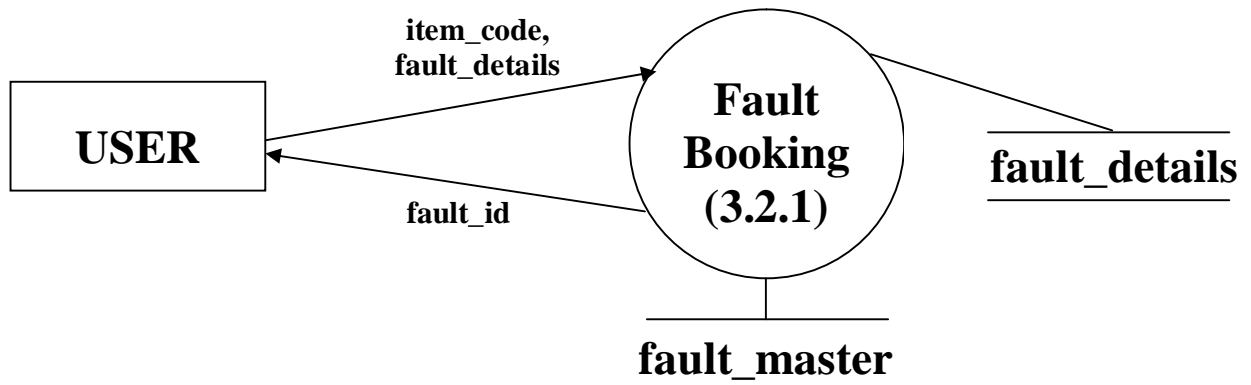 item_code,
fault_details
USER
fault_id
Fault
Booking
(3.2.1)
fault_details
fault_master